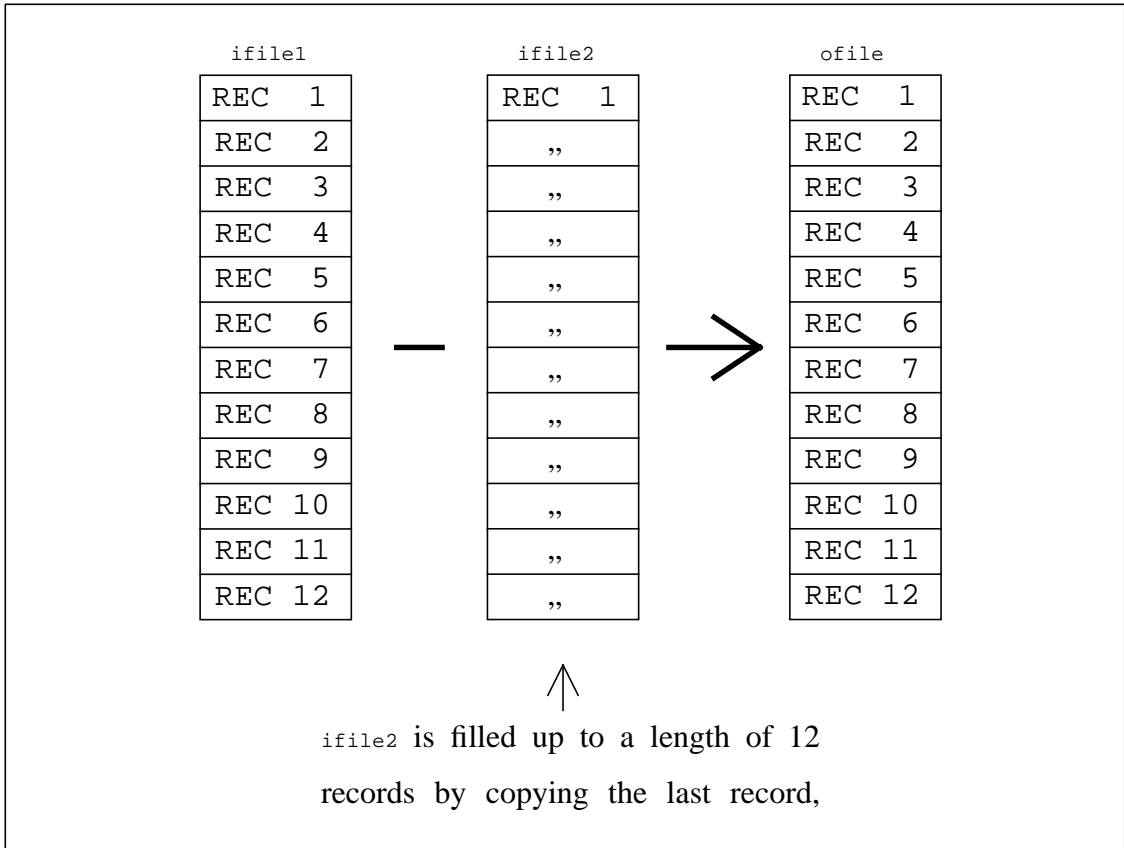 ifile1 ifile2 ofile
REC 1 REC 1 REC 1
REC 2 „ REC 2
REC 3 „ REC 3
REC 4 „ REC 4
REC 5 „ REC 5
REC 6 „ REC 6
REC 7 „ REC 7
REC 8 „ REC 8
REC 9 „ REC 9
REC 10 „ REC 10
REC 11 „ REC 11
REC 12 „ REC 12
ifile2 is filled up to a length of 12
records by copying the last record,